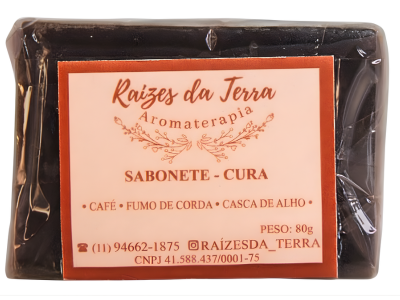 Raízes da Terra
Aromaterapia
SABONETE - CURA
• CAFÉ • FUMO DE CORDA • CASCA DE ALHO •
PESO: 80g
☎ (11) 94662-1875 RAÍZESDA_TERRA
CNPJ 41.588.437/0001-75